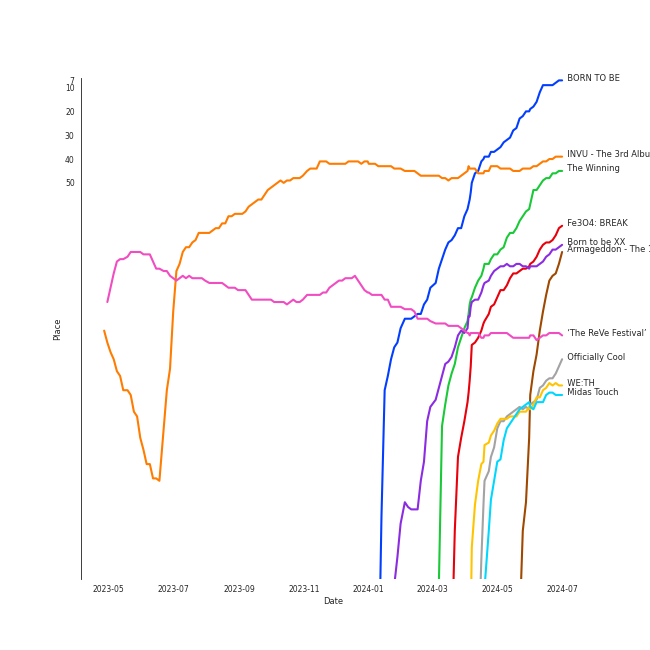 7
10
20
30
40
50
Place
BORN TO BE
INVU - The 3rd Albu
The Winning
Fe3O4: BREAK
Born to be XX
Armageddon - The 1
'The ReVe Festival'
Officially Cool
WE:TH
Midas Touch
2023-05
2023-07
2023-09
2023-11
2024-01
2024-03
2024-05
2024-07
Date